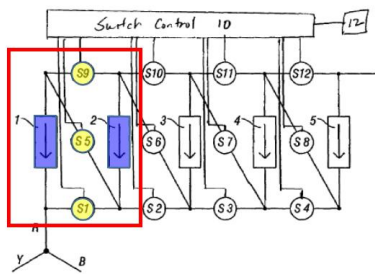 Switch Control 10
12
S9 S10 S11 S12
1 2 3 4 5
S5 S6 S7 S8
S1 S2 S3 S4
A
Y B